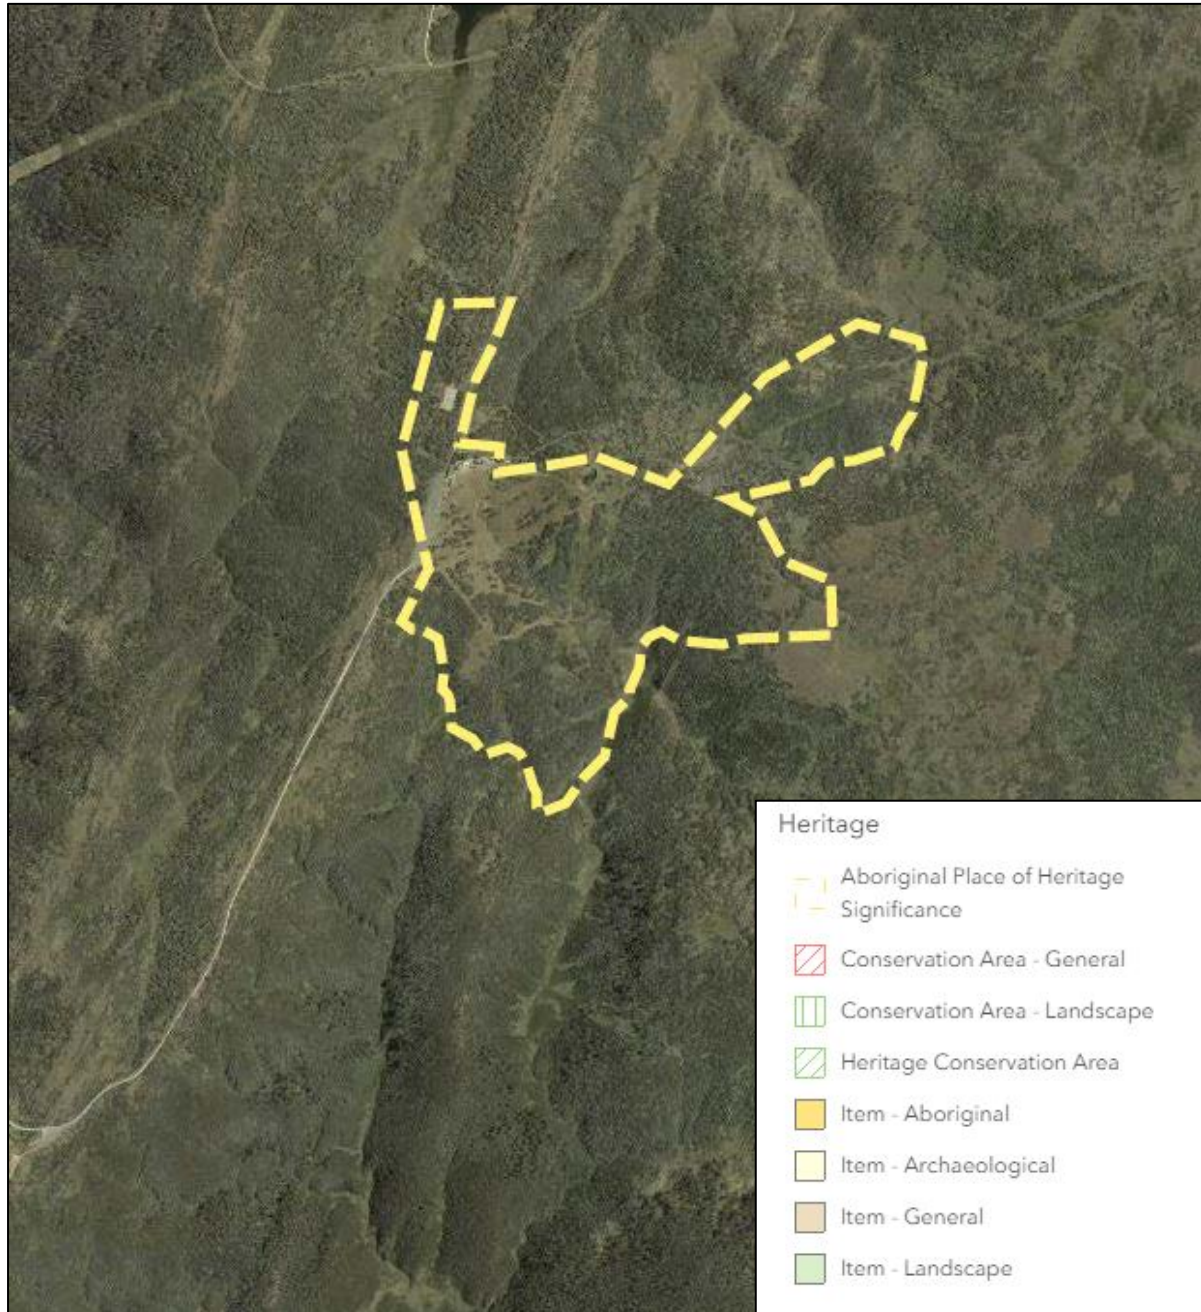 Heritage
Aboriginal Place of Heritage
Significance
Conservation Area - General
Conservation Area - Landscape
Heritage Conservation Area
Item - Aboriginal
Item - Archaeological
Item - General
Item - Landscape